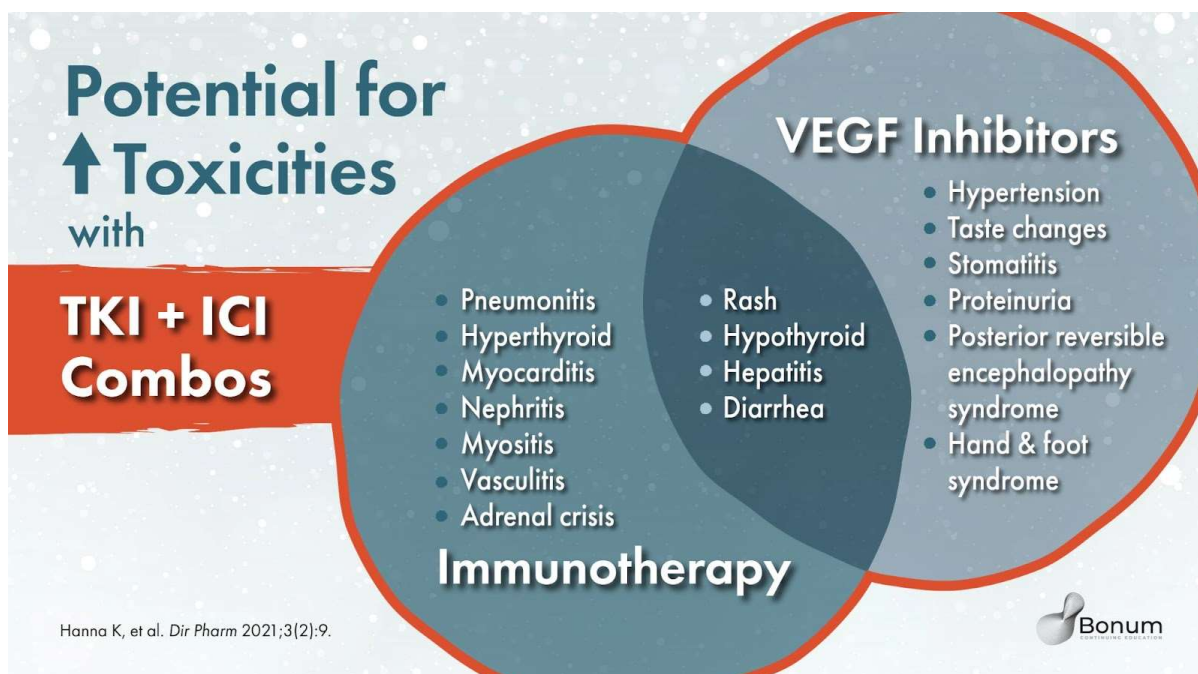 Potential for
↑ Toxicities
with
TKI + ICI
Combos
• Pneumonitis
• Hyperthyroid
• Myocarditis
• Nephritis
• Myositis
• Vasculitis
• Adrenal crisis
Immunotherapy
• Rash
• Hypothyroid
• Hepatitis
• Diarrhea
VEGF Inhibitors
• Hypertension
• Taste changes
• Stomatitis
• Proteinuria
• Posterior reversible
encephalopathy
syndrome
• Hand & foot
syndrome
Hanna K, et al. Dir Pharm 2021;3(2):9.
Bonum
CONTINUING EDUCATION